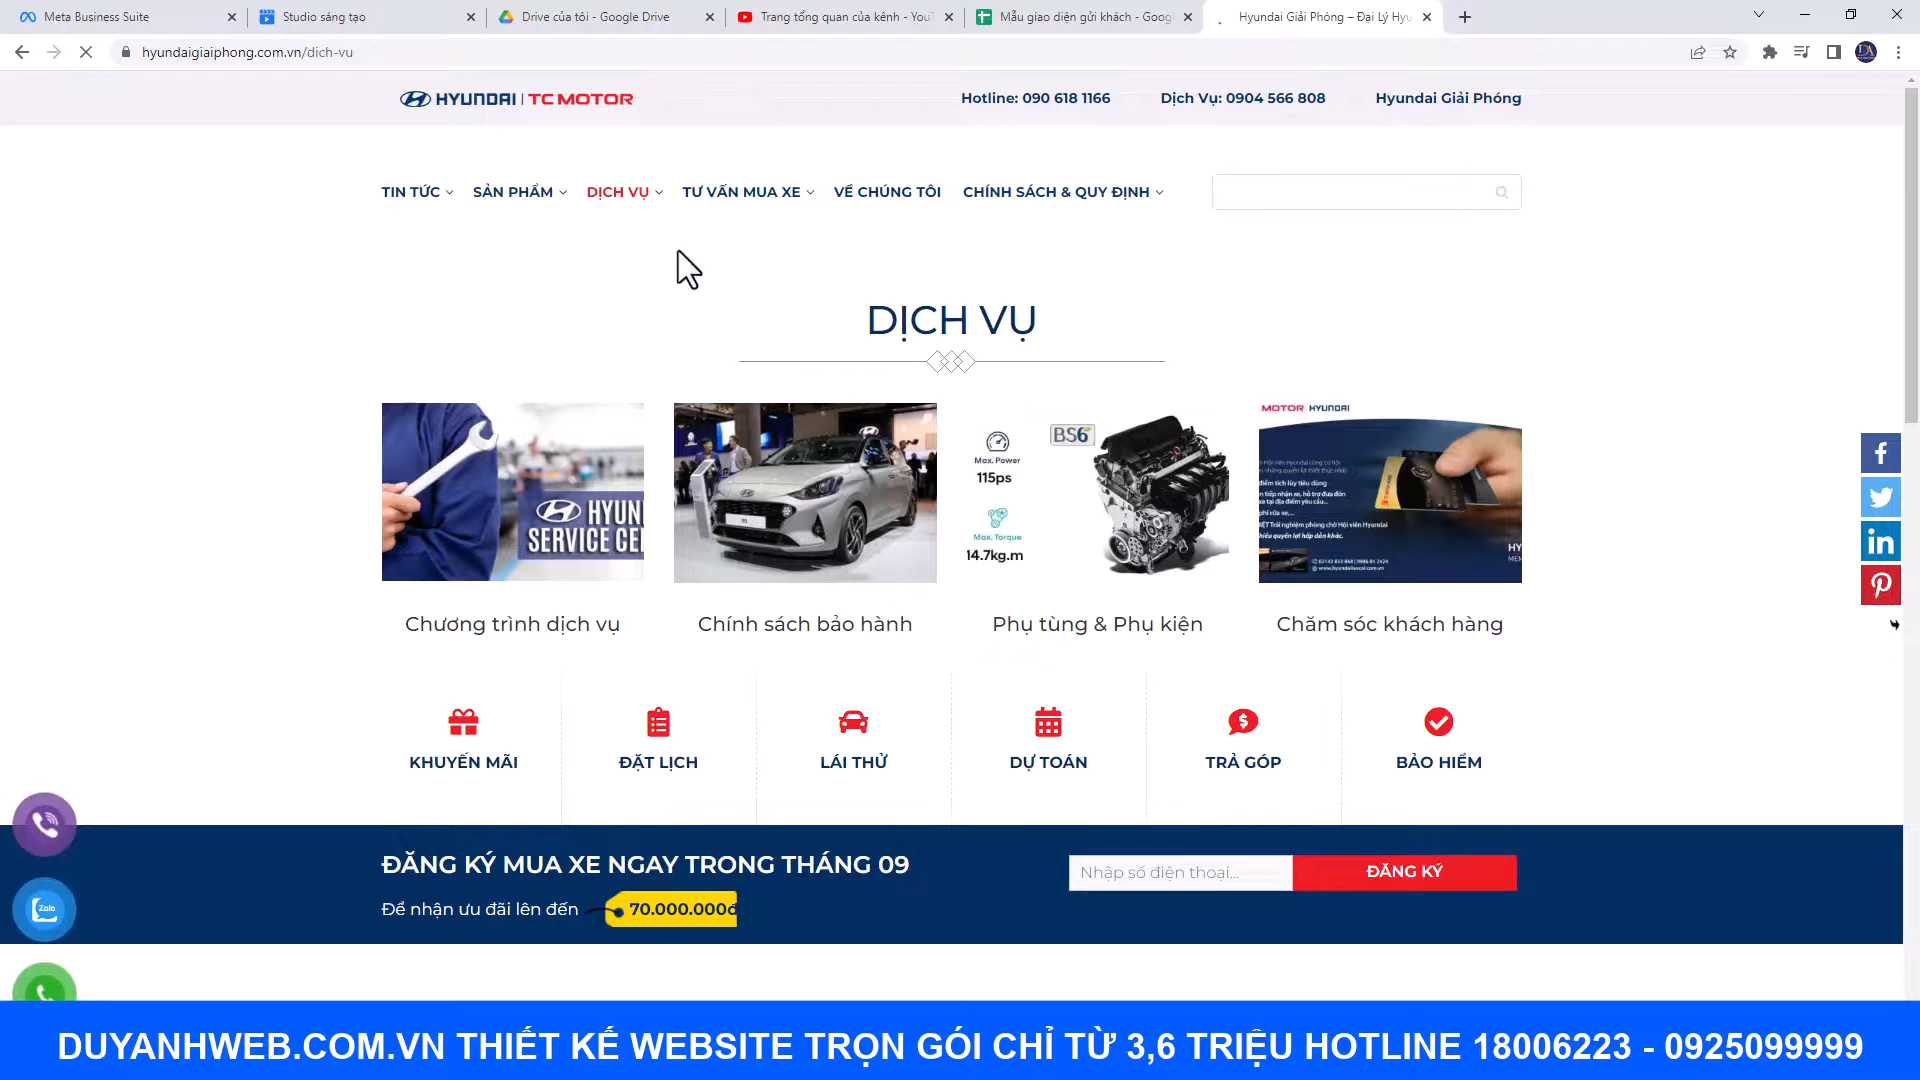 Meta Business Suite
Studio sáng tạo
Drive của tôi - Google Drive
Trang tổng quan của kênh - You
Mẫu giao diện gửi khách - Goog
Hyundai Giải Phóng – Đại Lý Hyu
hyundaigiaiphong.com.vn/dich-vu
DA
HYUNDAI | TC MOTOR
Hotline: 090 618 1166
Dịch Vụ: 0904 566 808
Hyundai Giải Phóng
TIN TỨC
SẢN PHẨM
DỊCH VỤ
TƯ VẤN MUA XE
VỀ CHÚNG TÔI
CHÍNH SÁCH & QUY ĐỊNH
DỊCH VỤ
HYUN
SERVICE CE
BS6
Max. Power
115ps
Max. Torque
14.7kg.m
MOTOR HYUNDAI
Chương trình dịch vụ
Chính sách bảo hành
Phụ tùng & Phụ kiện
Chăm sóc khách hàng
KHUYẾN MÃI
ĐẶT LỊCH
LÁI THỬ
DỰ TOÁN
TRẢ GÓP
BẢO HIỂM
ĐĂNG KÝ MUA XE NGAY TRONG THÁNG 09
Để nhận ưu đãi lên đến 70.000.000đ
Nhập số điện thoại...
ĐĂNG KÝ
Zalo
DUYANHWEB.COM.VN THIẾT KẾ WEBSITE TRỌN GÓI CHỈ TỪ 3,6 TRIỆU HOTLINE 18006223 - 0925099999